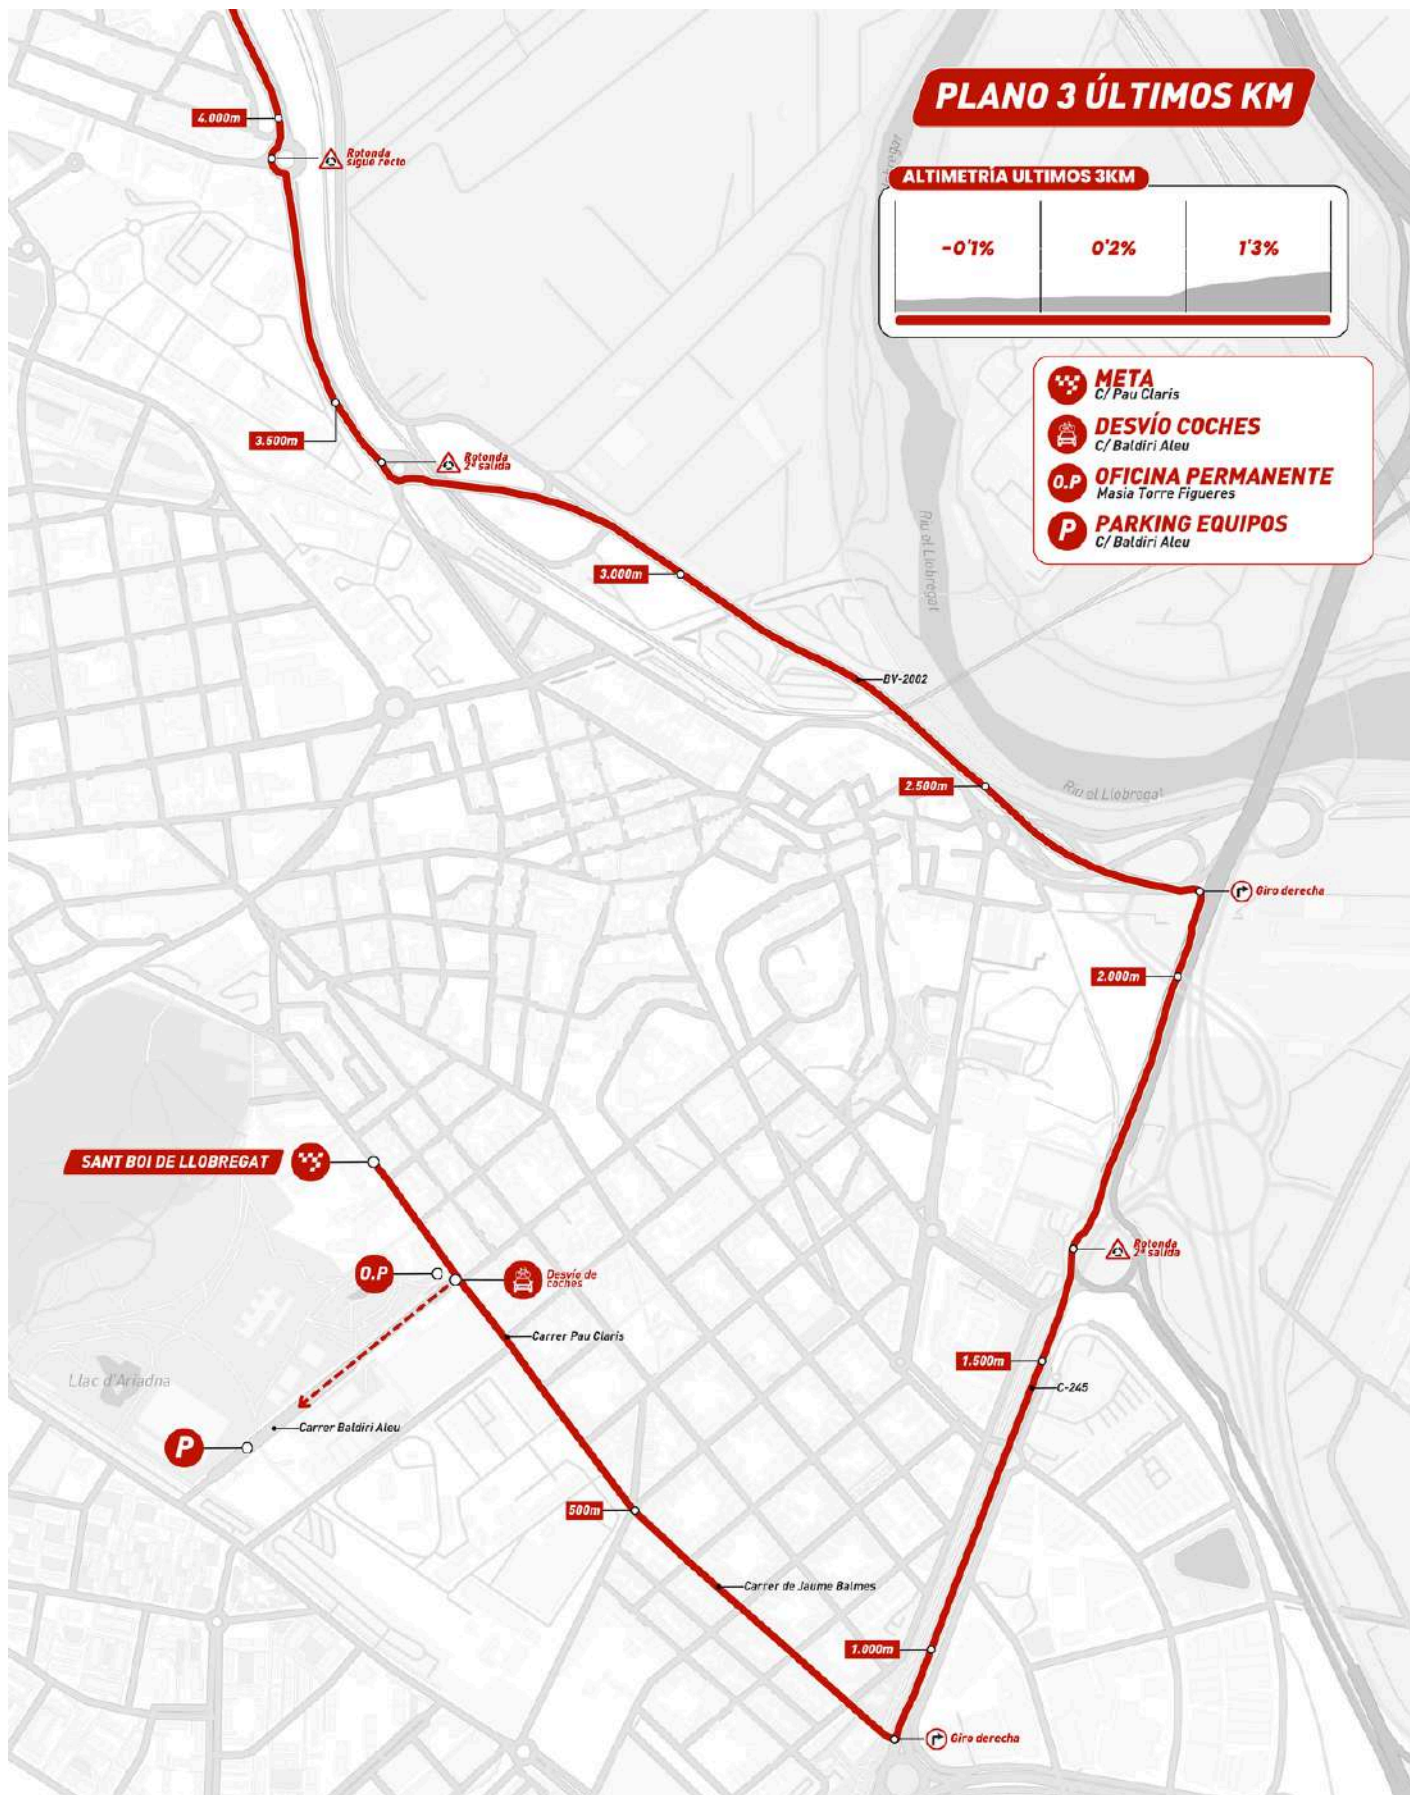 PLANO 3 ÚLTIMOS KM
4.000m
Rotonda
sigue recto
ALTIMETRÍA ULTIMOS 3KM
-0'1%
0'2%
1'3%
META
C/ Pau Claris
DESVÍO COCHES
C/ Baldiri Aleu
O.P
OFICINA PERMANENTE
Masia Torre Figueres
P
PARKING EQUIPOS
C/ Baldiri Aleu
3.500m
Rotonda
2ª salida
3.000m
Riu el Llobregat
BV-2002
2.500m
Riu el Llobregat
Giro derecha
2.000m
SANT BOI DE LLOBREGAT
Rotonda
2ª salida
O.P
Desvío de
coches
Carrer Pau Claris
1.500m
C-245
Llac d'Ariadna
Carrer Baldiri Aleu
P
500m
Carrer de Jaume Balmes
1.000m
Giro derecha